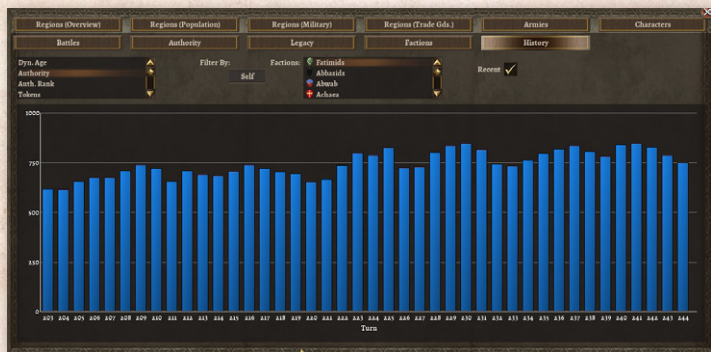 Regions (Overview) Regions (Population) Regions (Military) Regions (Trade Gds.) Armies Characters
Battles Authority Legacy Factions History
Dyn. Age
Authority
Auth. Rank
Tokens
Filter By:
Self
Factions:
Fatimids
Abbasids
Abwab
Achaea
Recent
1000
750
500
250
0
203 204 205 206 207 208 209 210 211 212 213 214 215 216 217 218 219 220 221 222 223 224 225 226 227 228 229 230 231 232 233 234 235 236 237 238 239 240 241 242 243 244
Turn